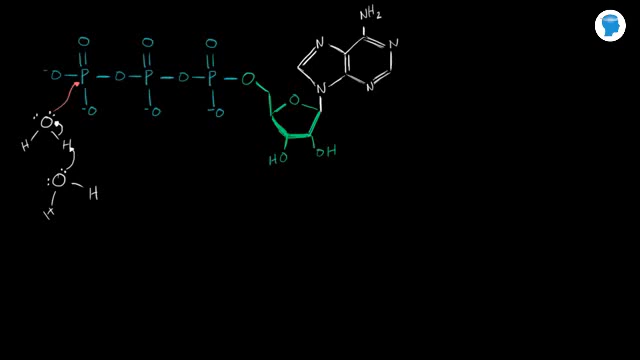 NH₂
O O O
⁻O P O P O P O O N N
⁻O ⁻O ⁻O N N
O
O
H H HO OH
O
H H